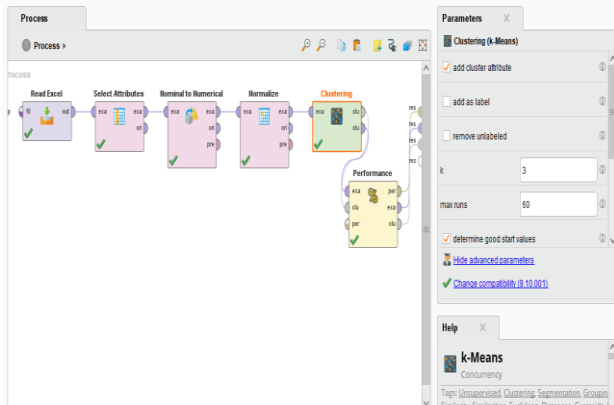 Process
Process
Process
Read Excel
Select Attributes
Nominal to Numerical
Normalize
Clustering
fil
out
exa
exa
ori
exa
exa
ori
pre
exa
exa
ori
pre
exa
clu
clu
res
res
res
res
Performance
exa
per
clu
exa
per
clu
Parameters
Clustering (k-Means)
add cluster attribute
add as label
remove unlabeled
k
3
max runs
60
determine good start values
Hide advanced parameters
Change compatibility (9.10.001)
Help
k-Means
Concurrency
Tags: Unsupervised, Clustering, Segmentation, Groupin